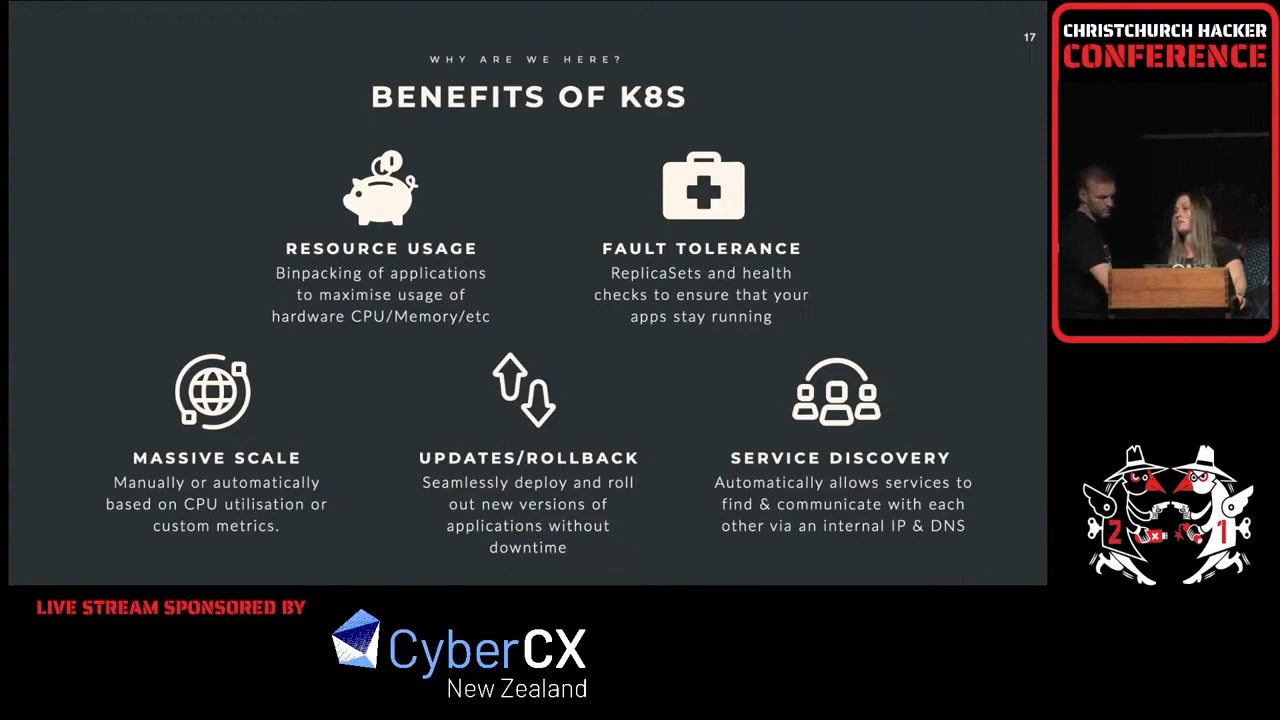 17
WHY ARE WE HERE?
BENEFITS OF K8S
RESOURCE USAGE
Binpacking of applications
to maximise usage of
hardware CPU/Memory/etc
FAULT TOLERANCE
ReplicaSets and health
checks to ensure that your
apps stay running
MASSIVE SCALE
Manually or automatically
based on CPU utilisation or
custom metrics.
UPDATES/ROLLBACK
Seamlessly deploy and roll
out new versions of
applications without
downtime
SERVICE DISCOVERY
Automatically allows services to
find & communicate with each
other via an internal IP & DNS
CHRISTCHURCH HACKER
CONFERENCE
2 1
LIVE STREAM SPONSORED BY
CyberCX
New Zealand